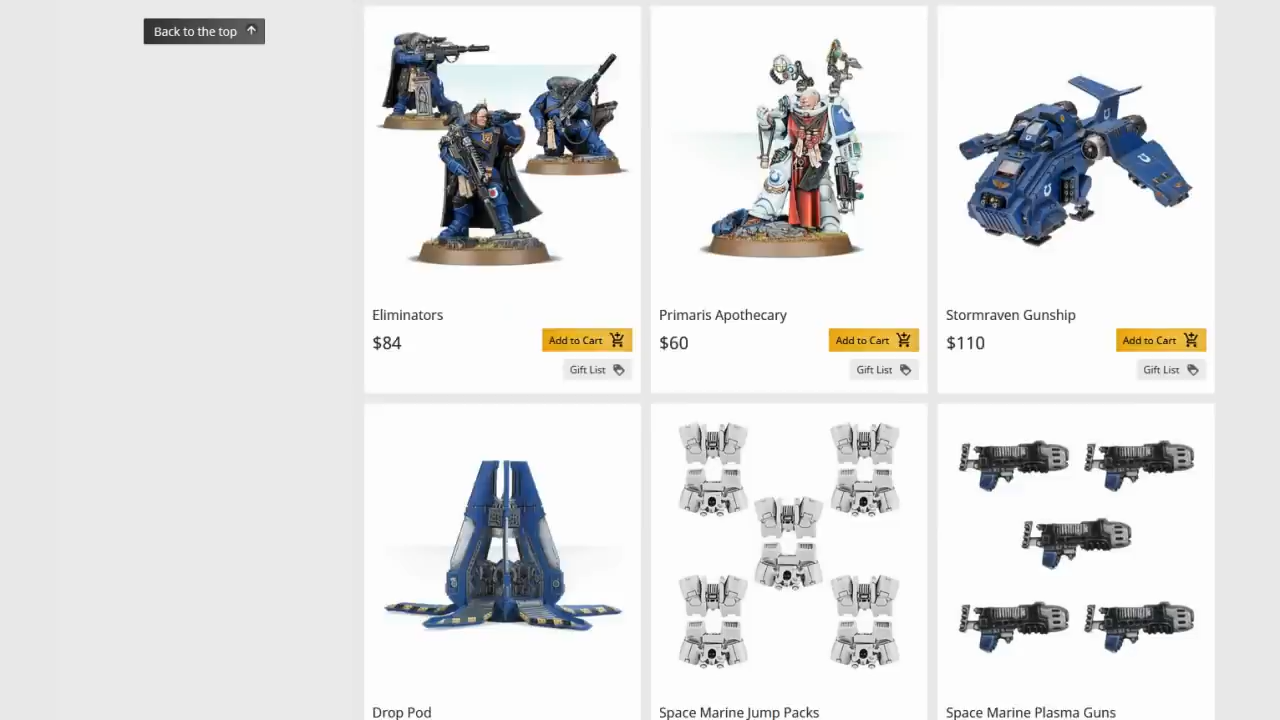 Back to the top
Eliminators
$84
Add to Cart
Gift List
Primaris Apothecary
$60
Add to Cart
Gift List
Stormraven Gunship
$110
Add to Cart
Gift List
Drop Pod
Space Marine Jump Packs
Space Marine Plasma Guns